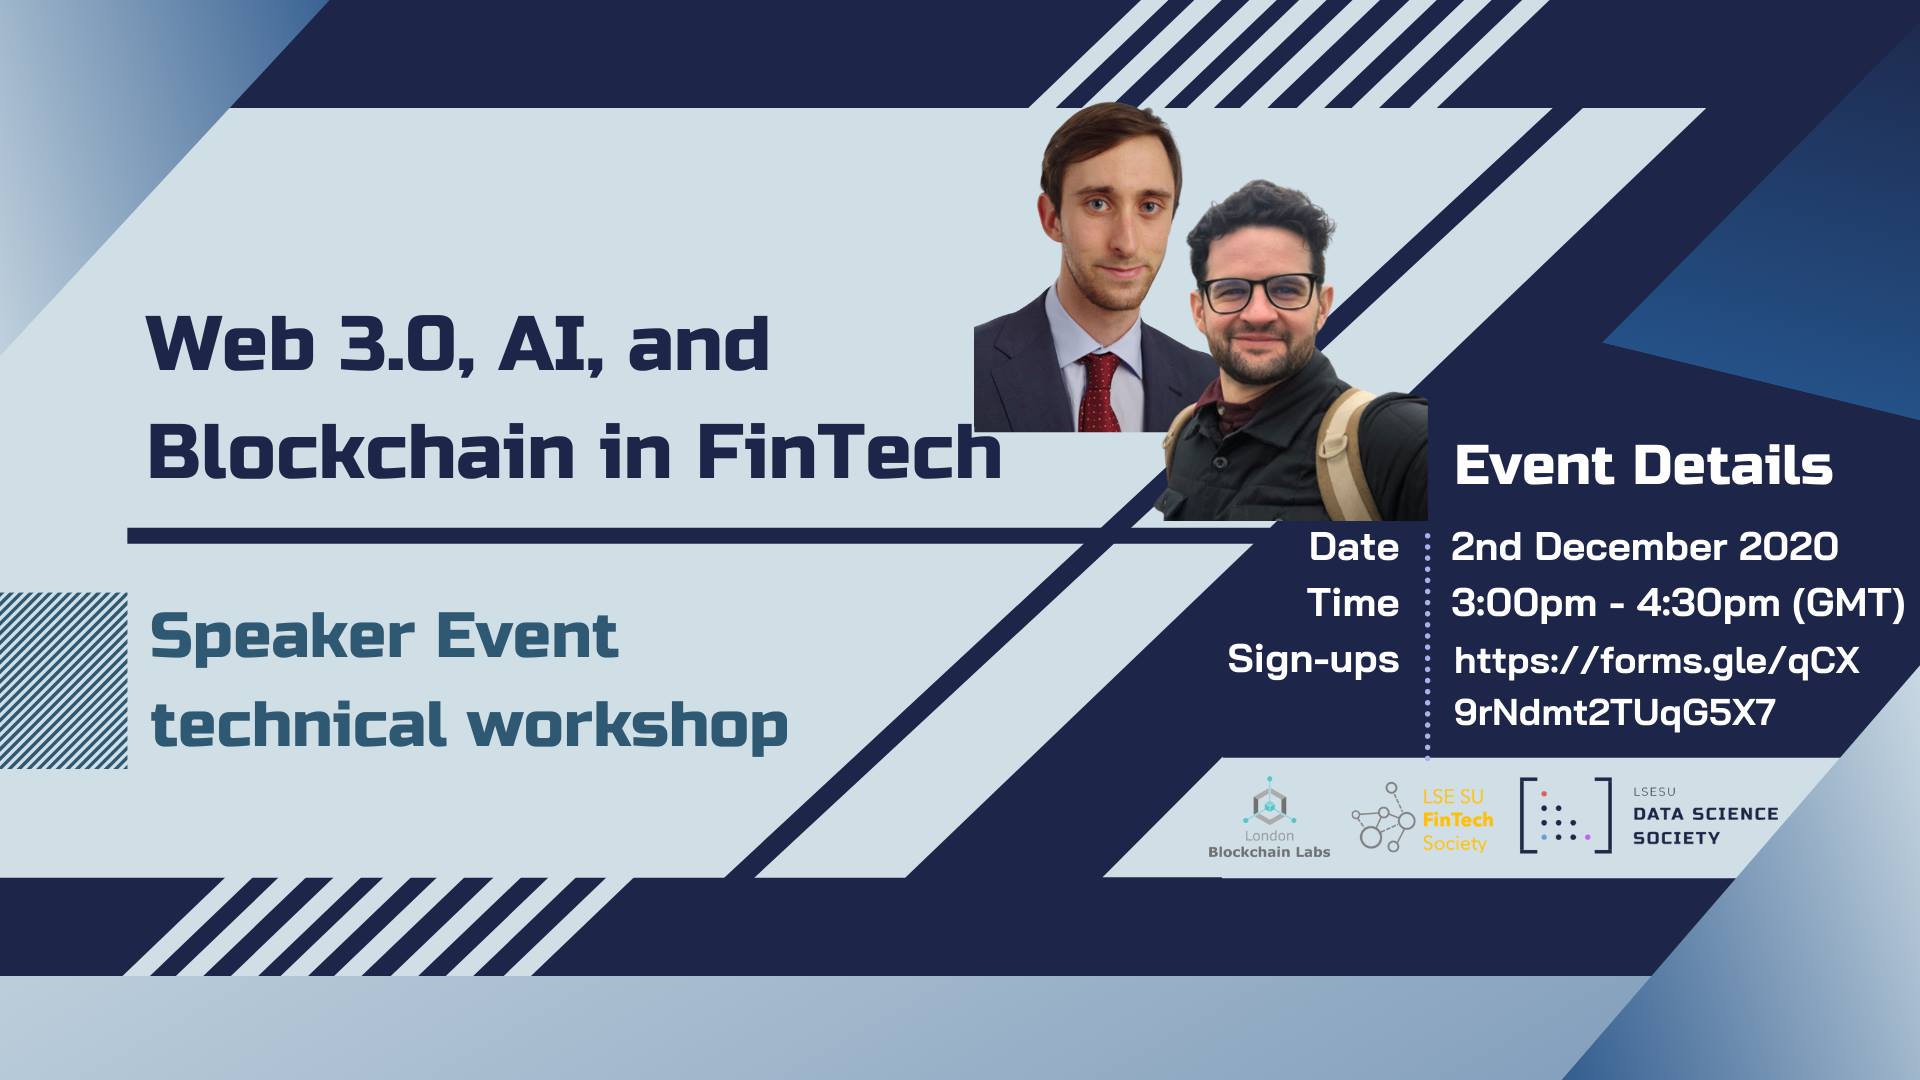 Web 3.0, AI, and
Blockchain in FinTech
Speaker Event
technical workshop
Event Details
Date 2nd December 2020
Time 3:00pm - 4:30pm (GMT)
Sign-ups https://forms.gle/qCX
9rNdmt2TUqG5X7
London
Blockchain Labs
LSE SU
FinTech
Society
LSESU
DATA SCIENCE
SOCIETY